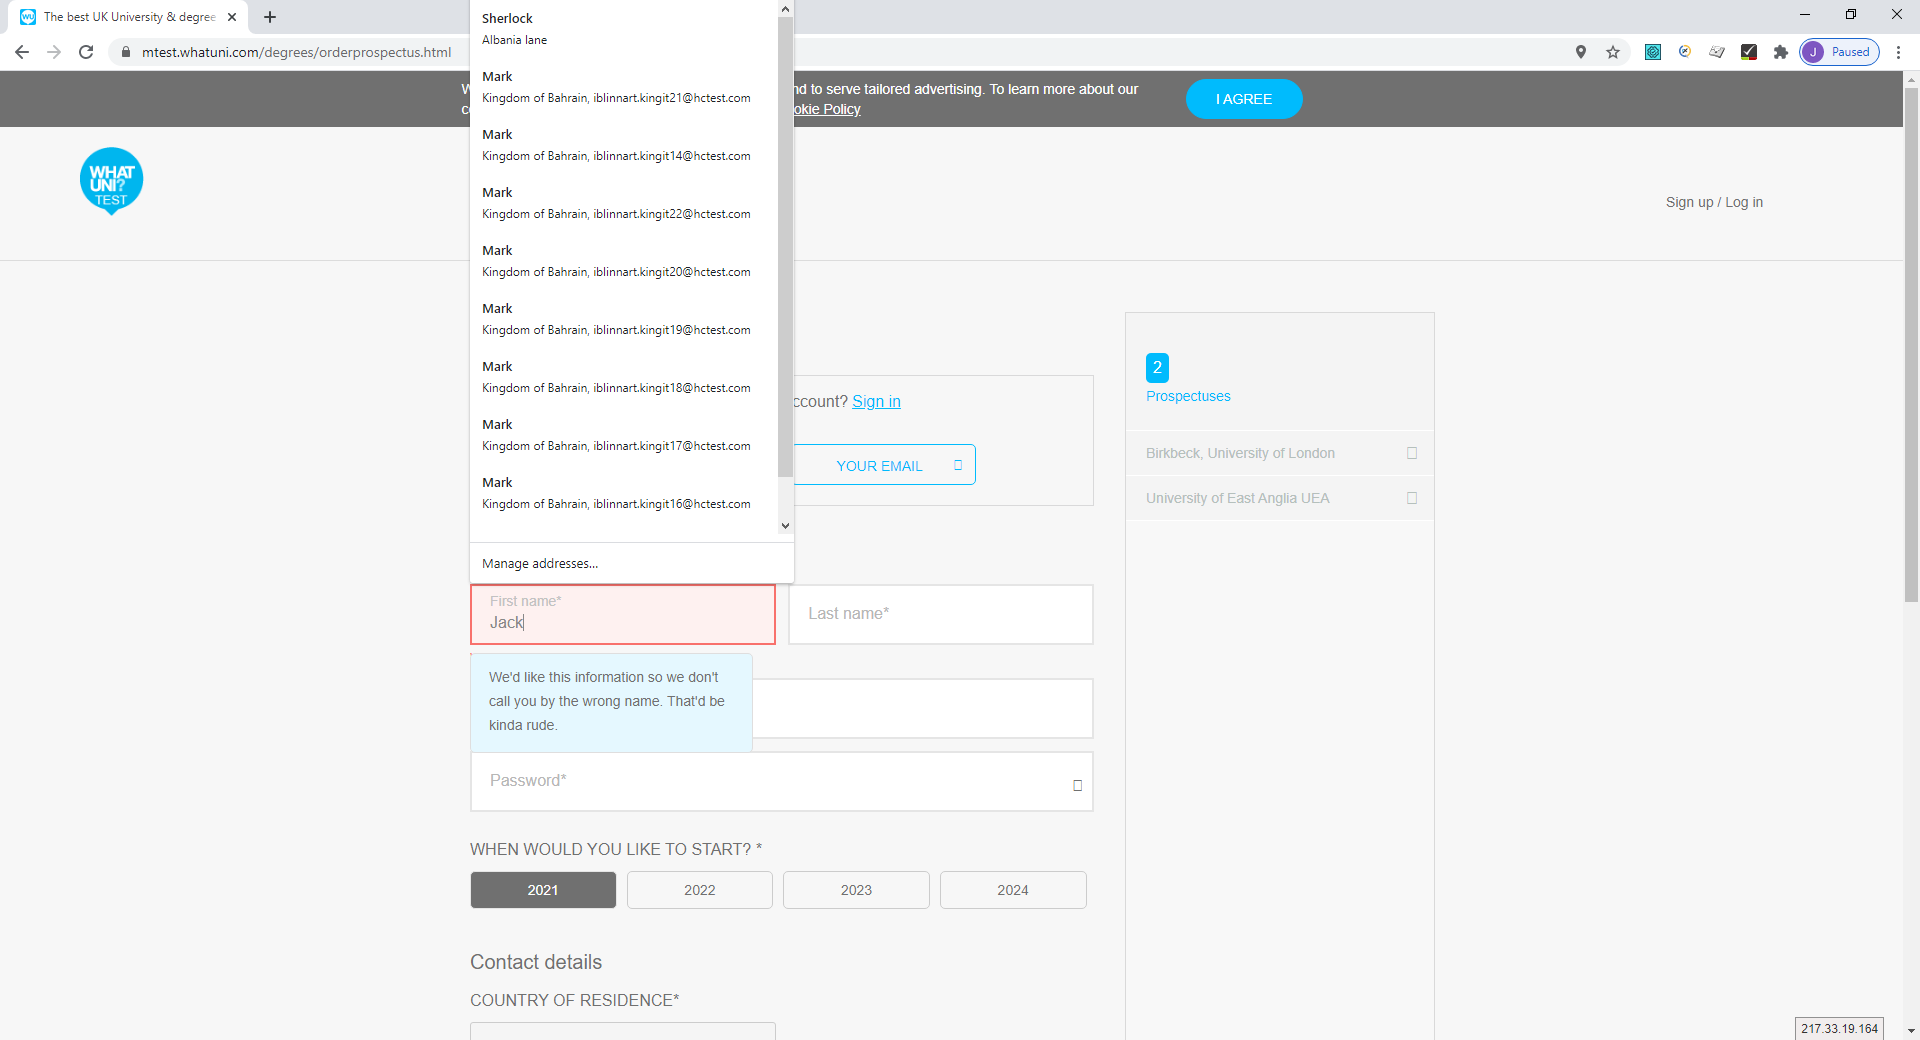 The best UK University & degree
mtest.whatuni.com/degrees/orderprospectus.html
J Paused
nd to serve tailored advertising. To learn more about our
okie Policy
I AGREE
WHAT
UNI?
TEST
Sign up / Log in
Sherlock
Albania lane
Mark
Kingdom of Bahrain, iblinnart.kingit21@hctest.com
Mark
Kingdom of Bahrain, iblinnart.kingit14@hctest.com
Mark
Kingdom of Bahrain, iblinnart.kingit22@hctest.com
Mark
Kingdom of Bahrain, iblinnart.kingit20@hctest.com
Mark
Kingdom of Bahrain, iblinnart.kingit19@hctest.com
Mark
Kingdom of Bahrain, iblinnart.kingit18@hctest.com
Mark
Kingdom of Bahrain, iblinnart.kingit17@hctest.com
Mark
Kingdom of Bahrain, iblinnart.kingit16@hctest.com
Manage addresses...
ccount? Sign in
YOUR EMAIL
2
Prospectuses
Birkbeck, University of London
University of East Anglia UEA
First name*
Jack
Last name*
We'd like this information so we don't
call you by the wrong name. That'd be
kinda rude.
Password*
WHEN WOULD YOU LIKE TO START? *
2021
2022
2023
2024
Contact details
COUNTRY OF RESIDENCE*
217.33.19.164